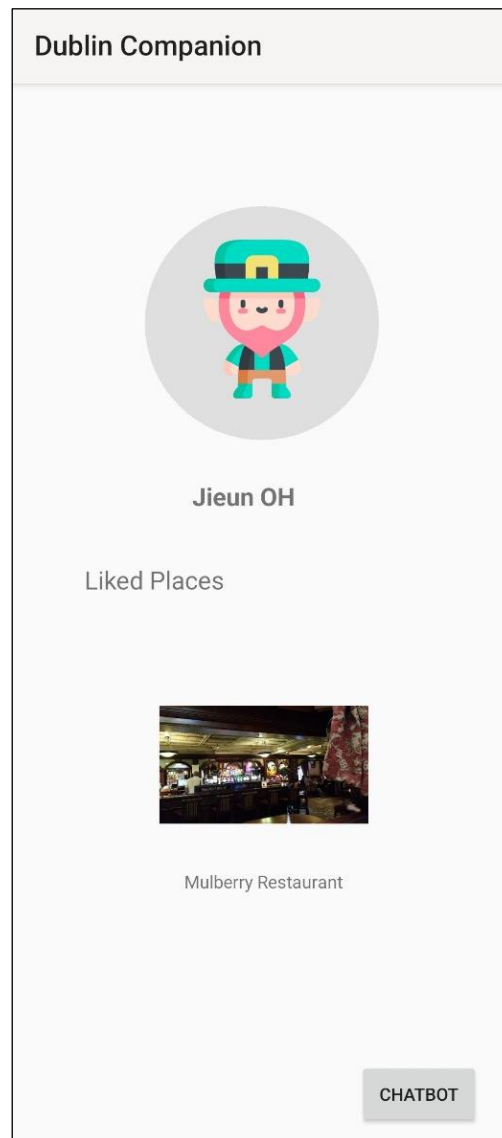 Dublin Companion
Jieun OH
Liked Places
Mulberry Restaurant
CHATBOT